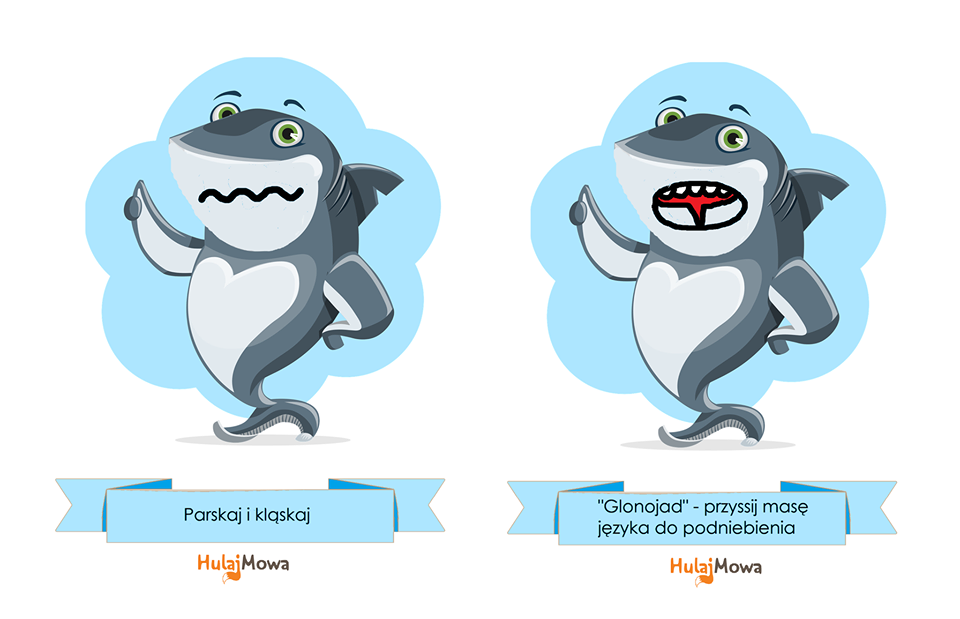 Parskaj i kląskaj
HulajMowa
"Glonojad" - przyssij masę
języka do podniebienia
HulajMowa